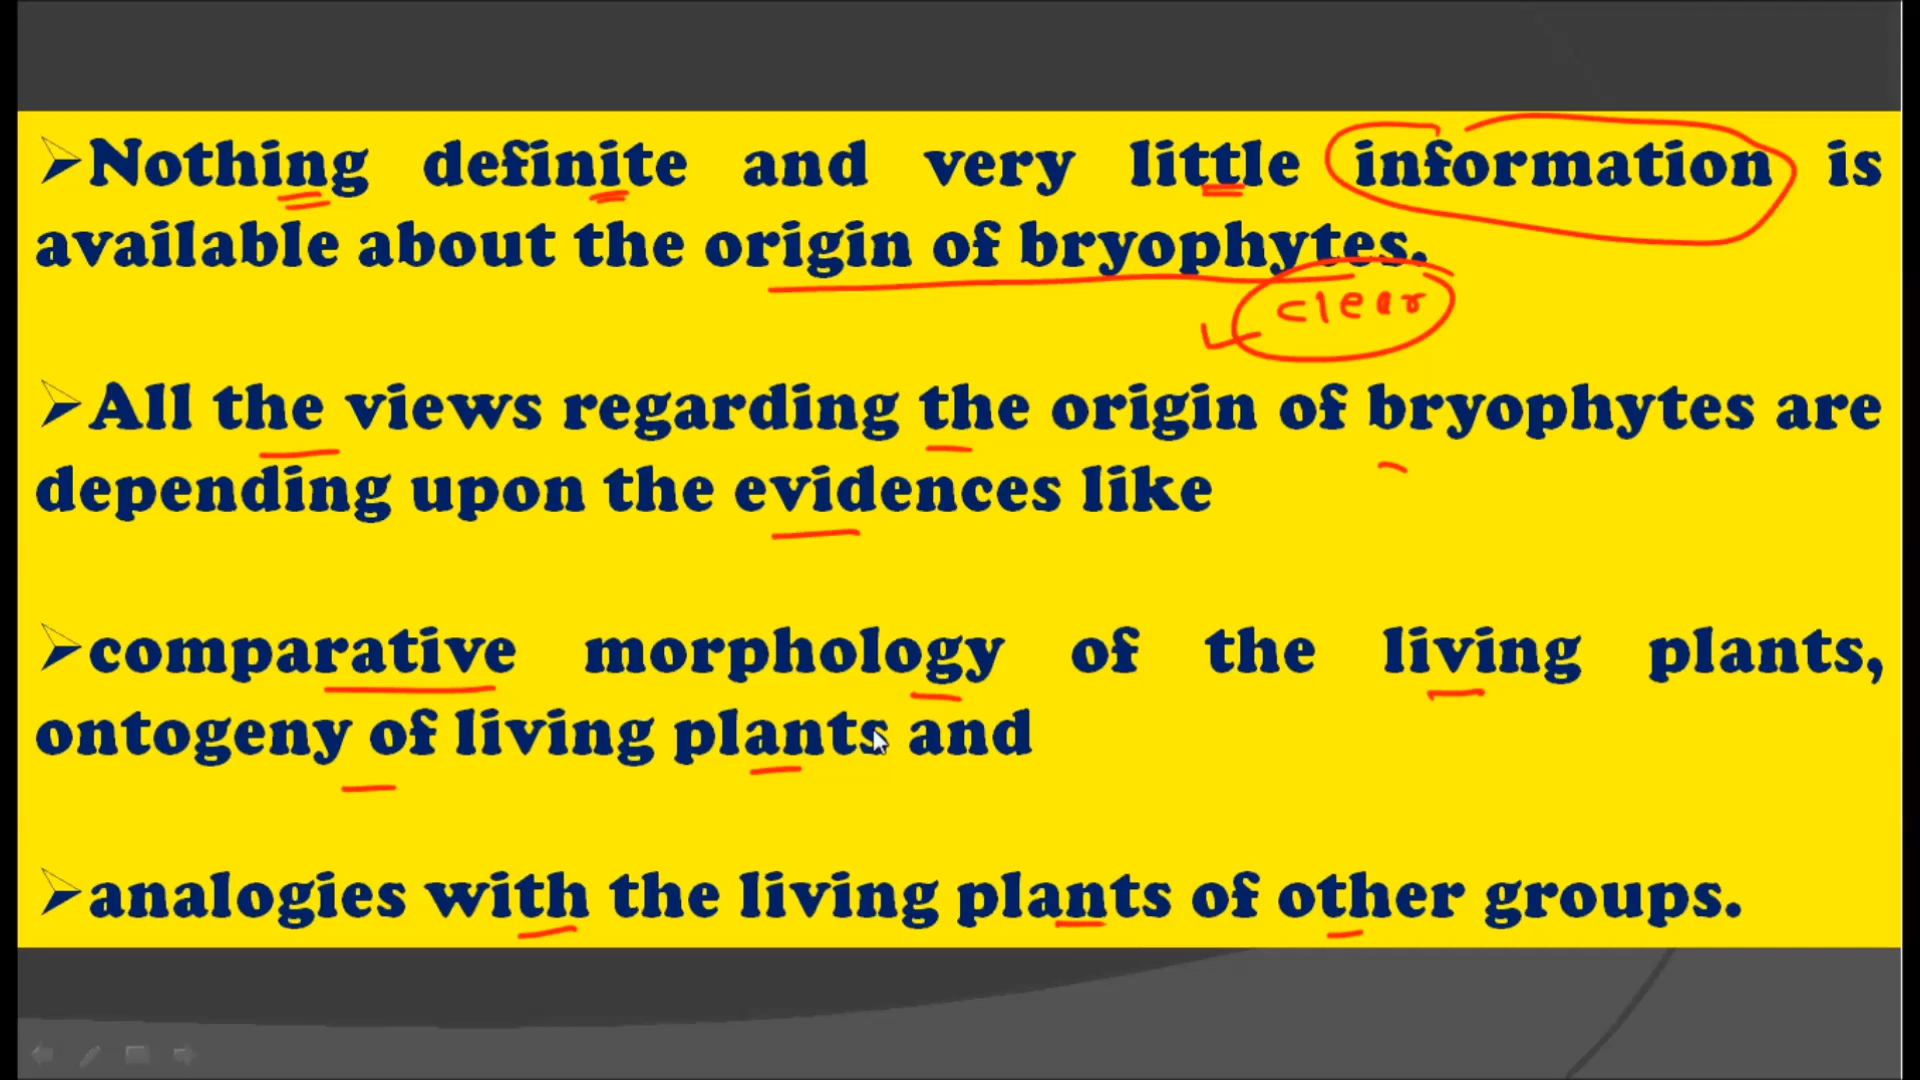 ➢Nothing definite and very little information is
available about the origin of bryophytes.
clear
➢All the views regarding the origin of bryophytes are
depending upon the evidences like
➢comparative morphology of the living plants,
ontogeny of living plants and
➢analogies with the living plants of other groups.